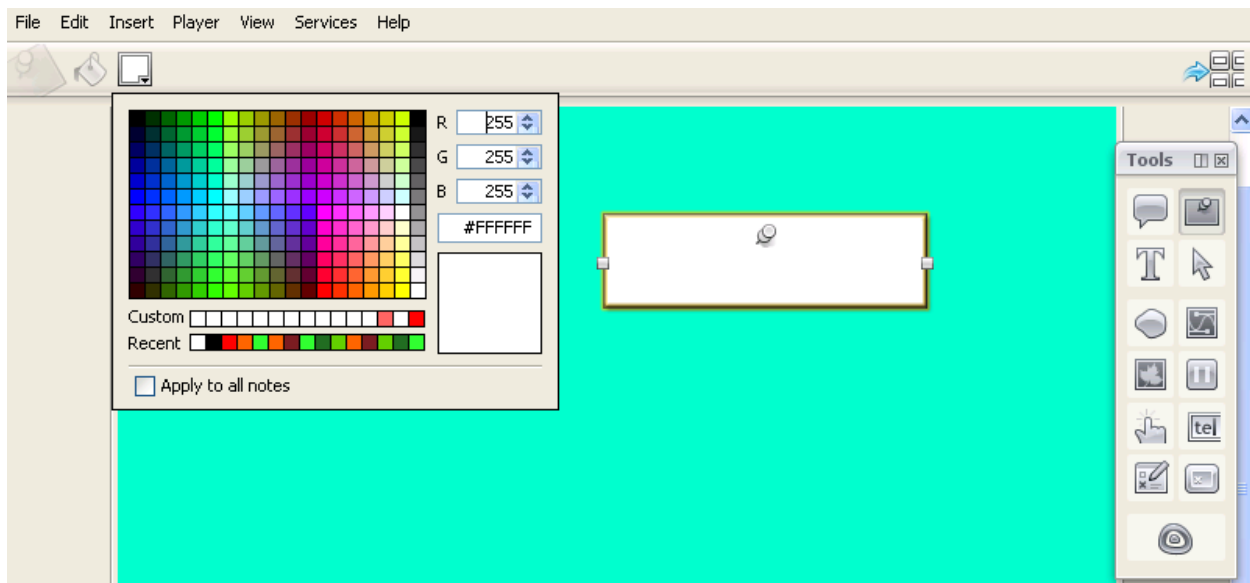 File Edit Insert Player View Services Help
R 255
G 255
B 255
#FFFFFF
Custom
Recent
Apply to all notes
Tools
T
tel